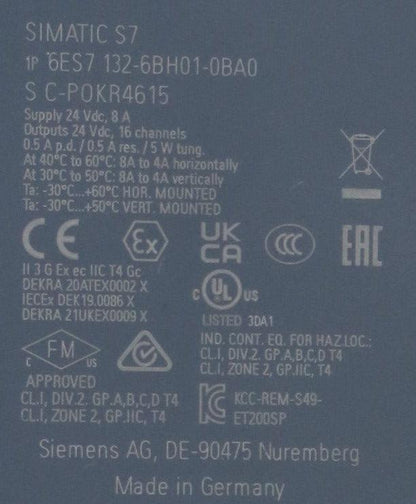 SIMATIC S7
1P 6ES7 132-6BH01-0BA0
S C-P0KR4615
Supply 24 Vdc, 8 A
Outputs 24 Vdc, 16 channels
0.5 A p.d. / 0.5 A res. / 5 W tung.
At 40°C to 60°C: 8A to 4A horizontally
At 30°C to 50°C: 8A to 4A vertically
Ta: -30°C...+60°C HOR. MOUNTED
Ta: -30°C...+50°C VERT. MOUNTED
CE Ex UK CA CCC EAC
II 3 G Ex ec IIC T4 Gc
DEKRA 20ATEX0002 X
IECEx DEK19.0086 X
DEKRA 21UKEX0009 X
C UL US
LISTED 3DA1
IND. CONT. EQ. FOR HAZ.LOC.:
CL.I, DIV.2. GP.A,B,C,D T4
CL.I, ZONE 2, GP.IIC, T4
C FM US
APPROVED
CL.I, DIV.2. GP.A,B,C,D T4
CL.I, ZONE 2, GP.IIC, T4
KCC-REM-S49-
ET200SP
Siemens AG, DE-90475 Nuremberg
Made in Germany